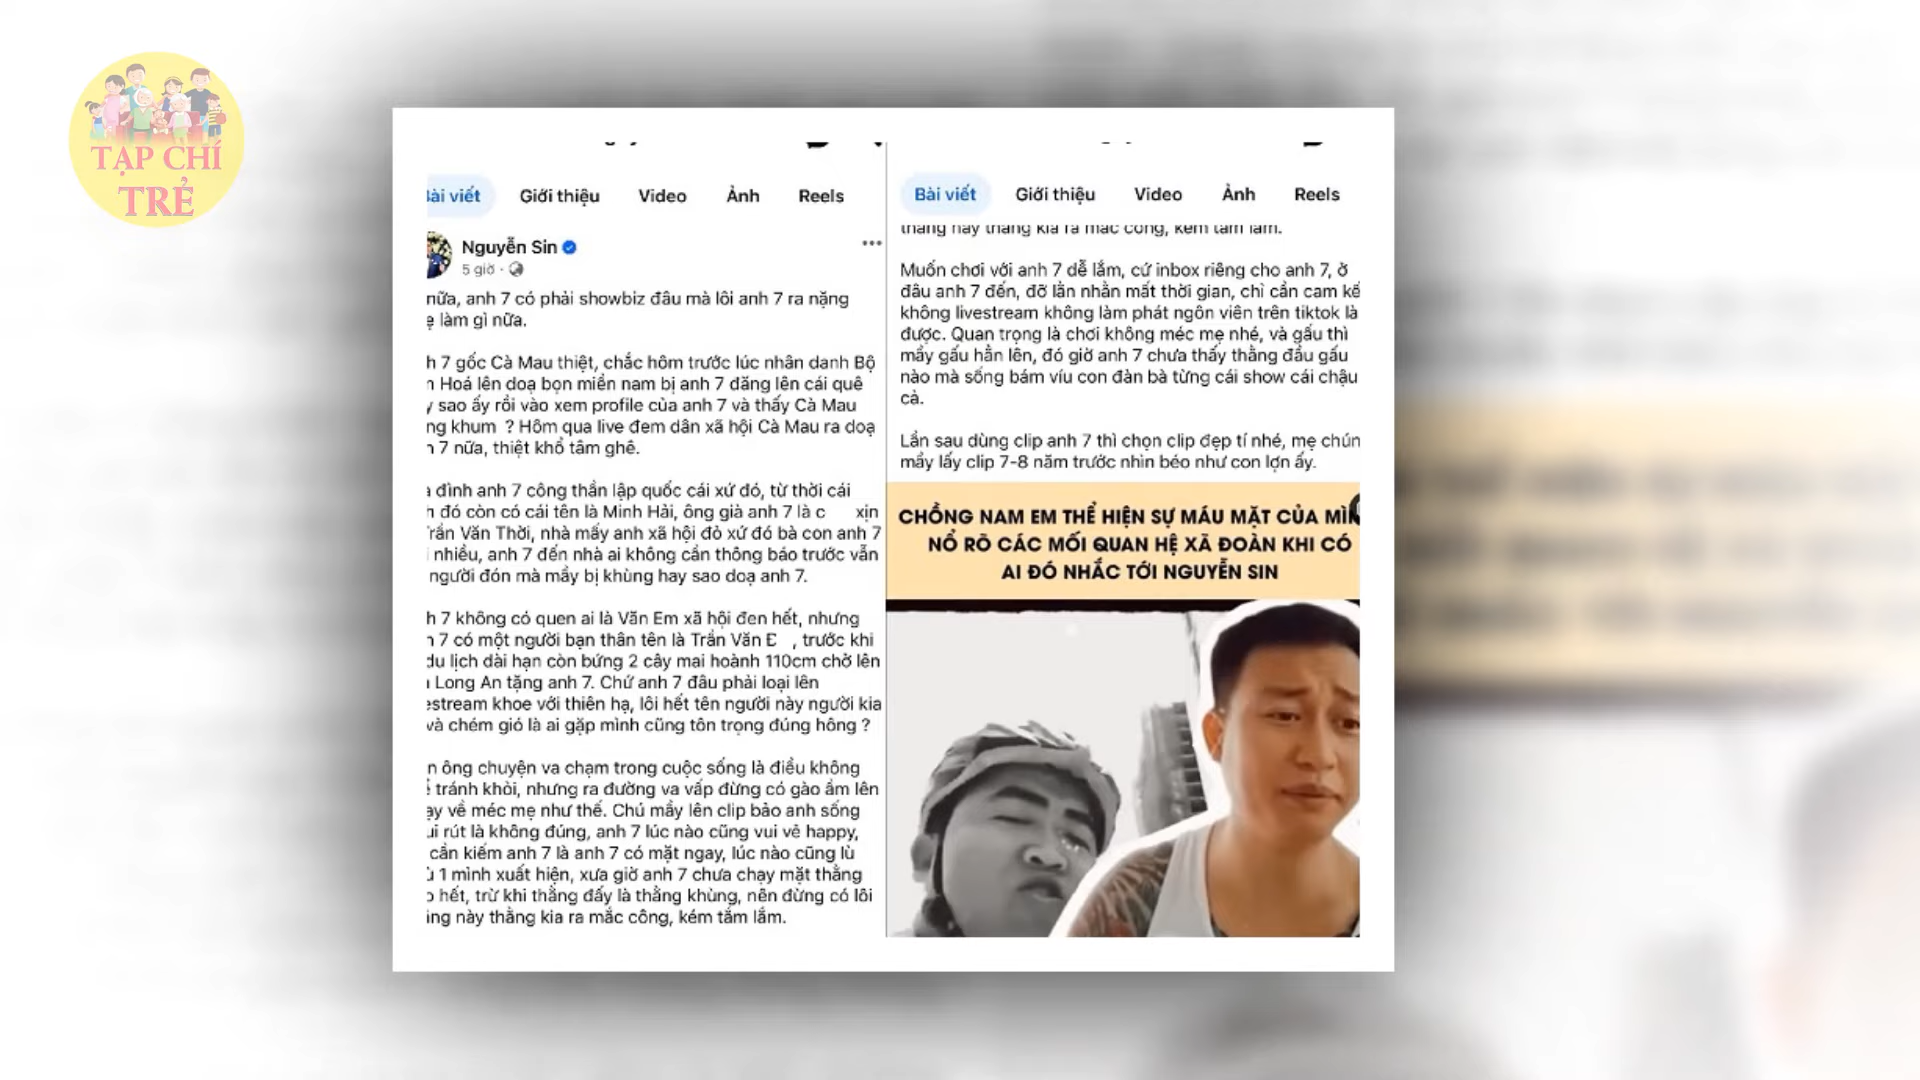 TẠP CHÍ
TRẺ
Bài viết Giới thiệu Video Ảnh Reels
Nguyễn Sin
5 giờ
nữa, anh 7 có phải showbiz đâu mà lôi anh 7 ra nặng
làm gì nữa.
7 gốc Cà Mau thiệt, chắc hôm trước lúc nhân danh Bộ
Hoá lên doạ bọn miền nam bị anh 7 đăng lên cái quê
sao ấy rồi vào xem profile của anh 7 và thấy Cà Mau
khum ? Hôm qua live đem dân xã hội Cà Mau ra doạ
7 nữa, thiệt khổ tâm ghê.
đình anh 7 công thần lập quốc cái xứ đó, từ thời cái
đó còn có cái tên là Minh Hải, ông già anh 7 là c xịn
Trần Văn Thời, nhà mấy anh xã hội đỏ xứ đó bà con anh 7
nhiều, anh 7 đến nhà ai không cần thông báo trước vẫn
người đón mà mầy bị khùng hay sao doạ anh 7.
7 không có quen ai là Văn Em xã hội đen hết, nhưng
7 có một người bạn thân tên là Trần Văn , trước khi
du lịch dài hạn còn bứng 2 cây mai hoành 110cm chở lên
Long An tặng anh 7. Chứ anh 7 đâu phải loại lên
estream khoe với thiên hạ, lôi hết tên người này người kia
và chém gió là ai gặp mình cũng tôn trọng đúng hông ?
ông chuyện va chạm trong cuộc sống là điều không
tránh khỏi, nhưng ra đường va vấp đừng có gào ầm lên
về méc mẹ như thế. Chú mầy lên clip bảo anh sống
rút là không đúng, anh 7 lúc nào cũng vui vẻ happy,
cần kiếm anh 7 là anh 7 có mặt ngay, lúc nào cũng lù
1 mình xuất hiện, xưa giờ anh 7 chưa chạy mặt thằng
hết, trừ khi thằng đấy là thằng khùng, nên đừng có lôi
này thằng kia ra mắc công, kém tắm lắm.
Bài viết Giới thiệu Video Ảnh Reels
thằng này thằng kia ra mắc công, kém tắm lắm.
Muốn chơi với anh 7 dễ lắm, cứ inbox riêng cho anh 7, ở
đâu anh 7 đến, đỡ lằn nhằn mất thời gian, chỉ cần cam kế
không livestream không làm phát ngôn viên trên tiktok là
được. Quan trọng là chơi không méc mẹ nhé, và gấu thì
mầy gấu hẳn lên, đó giờ anh 7 chưa thấy thằng đầu gấu
nào mà sống bám víu con đàn bà từng cái show cái chậu
cả.
Lần sau dùng clip anh 7 thì chọn clip đẹp tí nhé, mẹ chún
mầy lấy clip 7-8 năm trước nhìn béo như con lợn ấy.
CHỒNG NAM EM THỂ HIỆN SỰ MÁU MẶT CỦA MÌN
NỔ RÕ CÁC MỐI QUAN HỆ XÃ ĐOÀN KHI CÓ
AI ĐÓ NHẮC TỚI NGUYỄN SIN